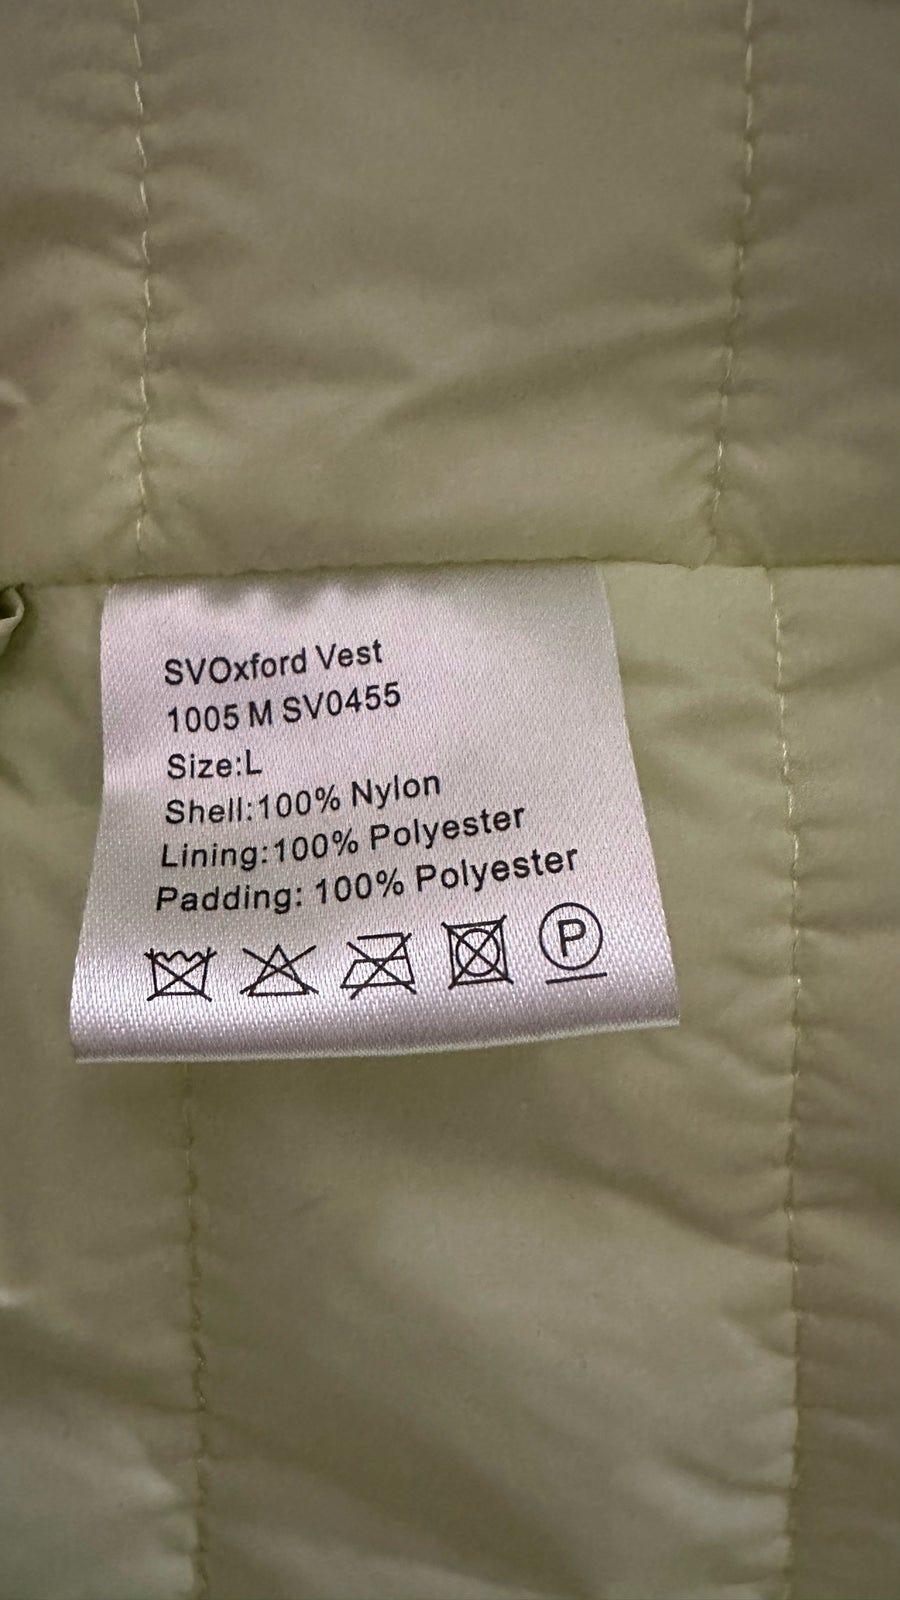 SVOxford Vest
1005 M SV0455
Size:L
Shell:100% Nylon
Lining:100% Polyester
Padding: 100% Polyester
P